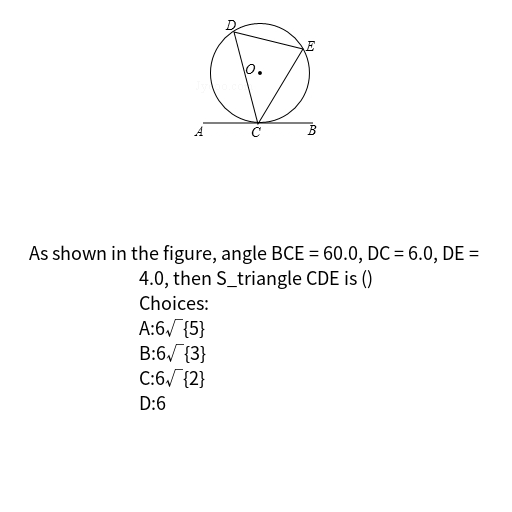 D
E
O
A
C
B
As shown in the figure, angle BCE = 60.0, DC = 6.0, DE =
4.0, then S_triangle CDE is ()
Choices:
A:6√{5}
B:6√{3}
C:6√{2}
D:6